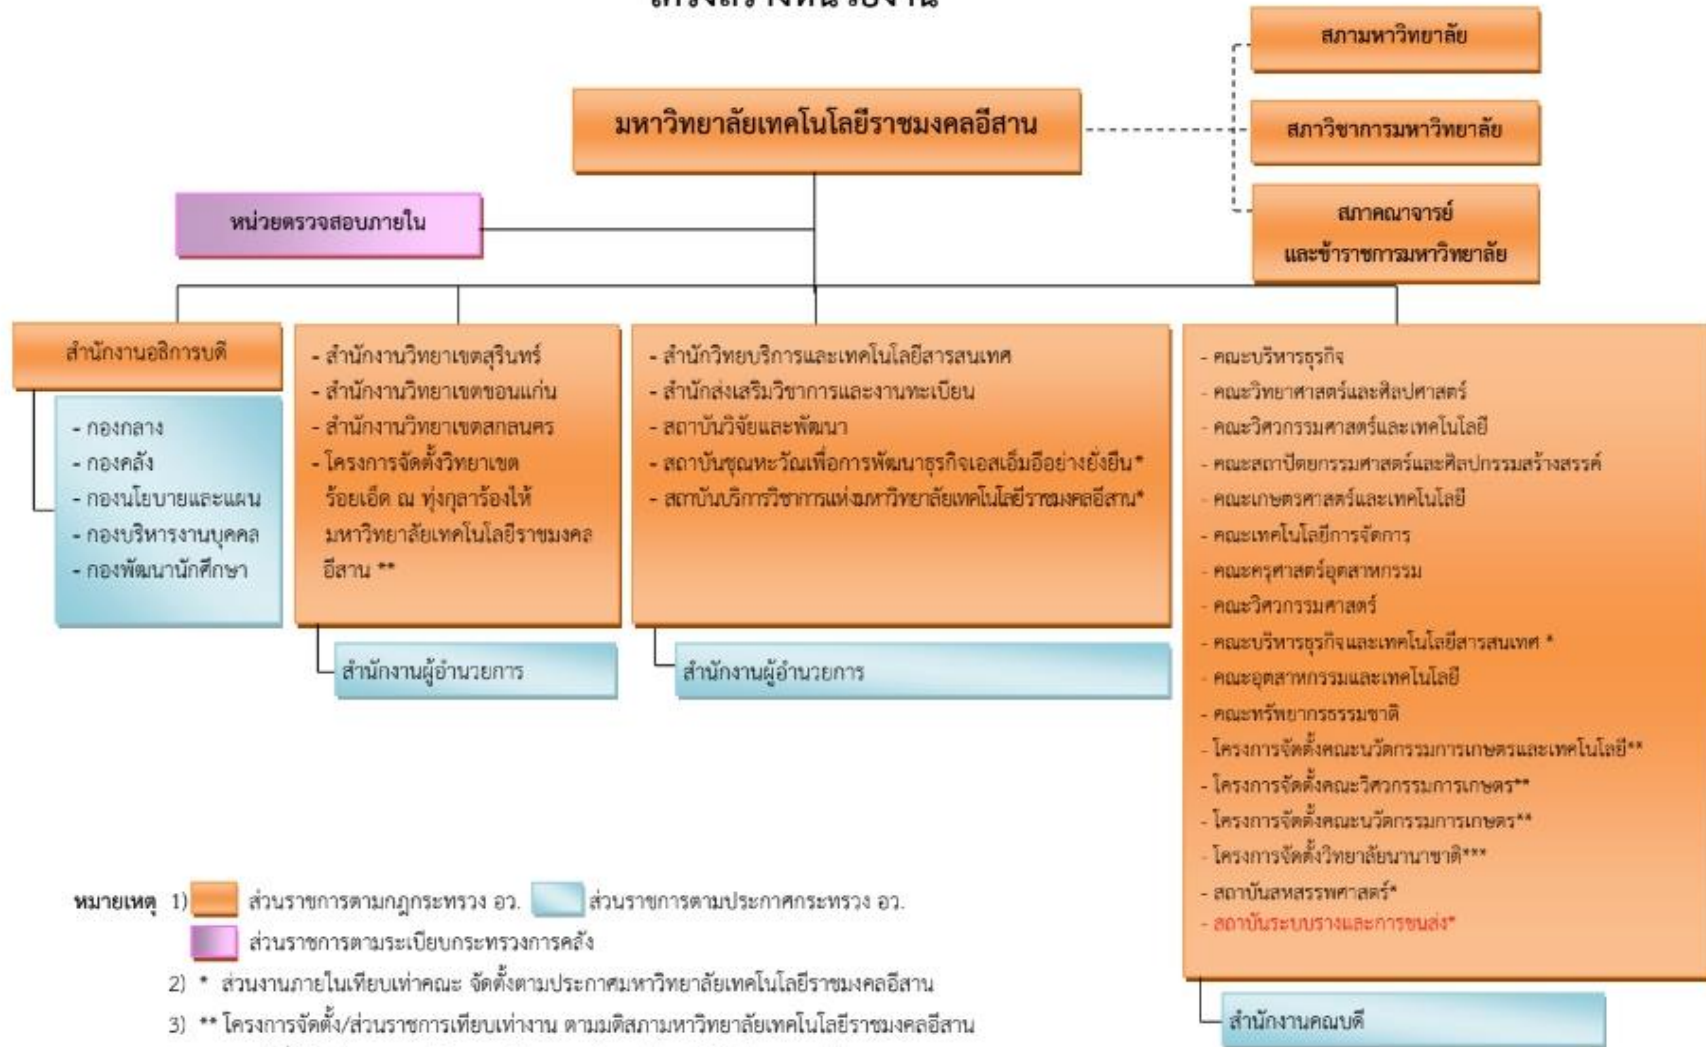 โครงสร้างหน่วยงาน
สภามหาวิทยาลัย
มหาวิทยาลัยเทคโนโลยีราชมงคลอีสาน
สภาวิชาการมหาวิทยาลัย
สภาคณาจารย์
และข้าราชการมหาวิทยาลัย
หน่วยตรวจสอบภายใน
สำนักงานอธิการบดี
- กองกลาง
- กองคลัง
- กองนโยบายและแผน
- กองบริหารงานบุคคล
- กองพัฒนานักศึกษา
- สำนักงานวิทยาเขตสุรินทร์
- สำนักงานวิทยาเขตขอนแก่น
- สำนักงานวิทยาเขตสกลนคร
- โครงการจัดตั้งวิทยาเขต
ร้อยเอ็ด ณ ทุ่งกุลาร้องไห้
มหาวิทยาลัยเทคโนโลยีราชมงคล
อีสาน **
สำนักงานผู้อำนวยการ
- สำนักวิทยบริการและเทคโนโลยีสารสนเทศ
- สำนักส่งเสริมวิชาการและงานทะเบียน
- สถาบันวิจัยและพัฒนา
- สถาบันชุณหะวัณเพื่อการพัฒนาธุรกิจเอสเอ็มอีอย่างยั่งยืน*
- สถาบันบริการวิชาการแห่งมหาวิทยาลัยเทคโนโลยีราชมงคลอีสาน*
สำนักงานผู้อำนวยการ
- คณะบริหารธุรกิจ
- คณะวิทยาศาสตร์และศิลปศาสตร์
- คณะวิศวกรรมศาสตร์และเทคโนโลยี
- คณะสถาปัตยกรรมศาสตร์และศิลปกรรมสร้างสรรค์
- คณะเกษตรศาสตร์และเทคโนโลยี
- คณะเทคโนโลยีการจัดการ
- คณะครุศาสตร์อุตสาหกรรม
- คณะวิศวกรรมศาสตร์
- คณะบริหารธุรกิจและเทคโนโลยีสารสนเทศ *
- คณะอุตสาหกรรมและเทคโนโลยี
- คณะทรัพยากรธรรมชาติ
- โครงการจัดตั้งคณะนวัตกรรมการเกษตรและเทคโนโลยี**
- โครงการจัดตั้งคณะวิศวกรรมการเกษตร**
- โครงการจัดตั้งคณะนวัตกรรมการเกษตร**
- โครงการจัดตั้งวิทยาลัยนานาชาติ***
- สถาบันสหสรรพศาสตร์*
- สถาบันระบบรางและการขนส่ง*
สำนักงานคณบดี
หมายเหตุ 1) ส่วนราชการตามกฎกระทรวง อว. ส่วนราชการตามประกาศกระทรวง อว.
ส่วนราชการตามระเบียบกระทรวงการคลัง
2) * ส่วนงานภายในเทียบเท่าคณะ จัดตั้งตามประกาศมหาวิทยาลัยเทคโนโลยีราชมงคลอีสาน
3) ** โครงการจัดตั้ง/ส่วนราชการเทียบเท่างาน ตามมติสภามหาวิทยาลัยเทคโนโลยีราชมงคลอีสาน